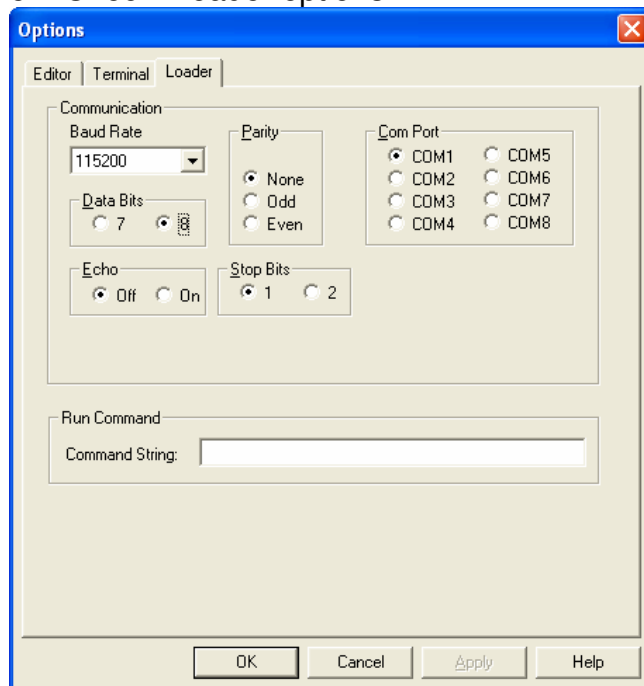 Options
Editor Terminal Loader
Communication
Baud Rate Parity Com Port
115200 None COM1 COM5
Odd COM2 COM6
Data Bits Even COM3 COM7
7 8 COM4 COM8
Echo Stop Bits
Off On 1 2
Run Command
Command String:
OK Cancel Apply Help